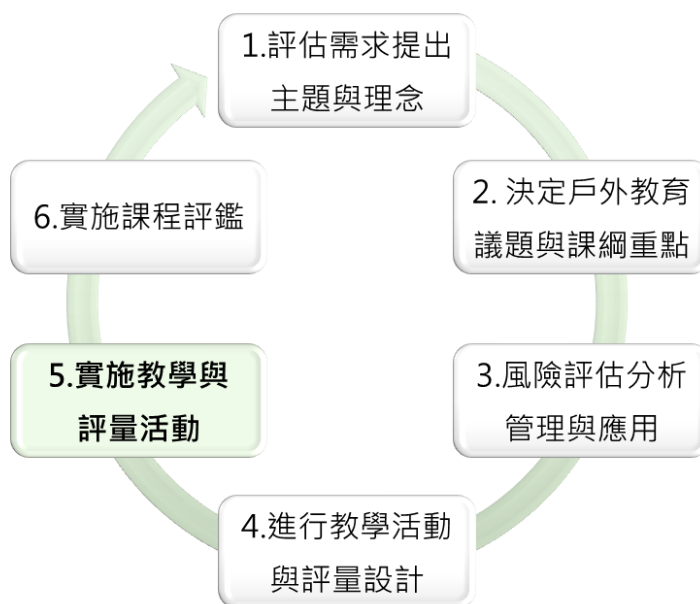 1.評估需求提出
主題與理念
2. 決定戶外教育
議題與課綱重點
3.風險評估分析
管理與應用
4.進行教學活動
與評量設計
5.實施教學與
評量活動
6.實施課程評鑑